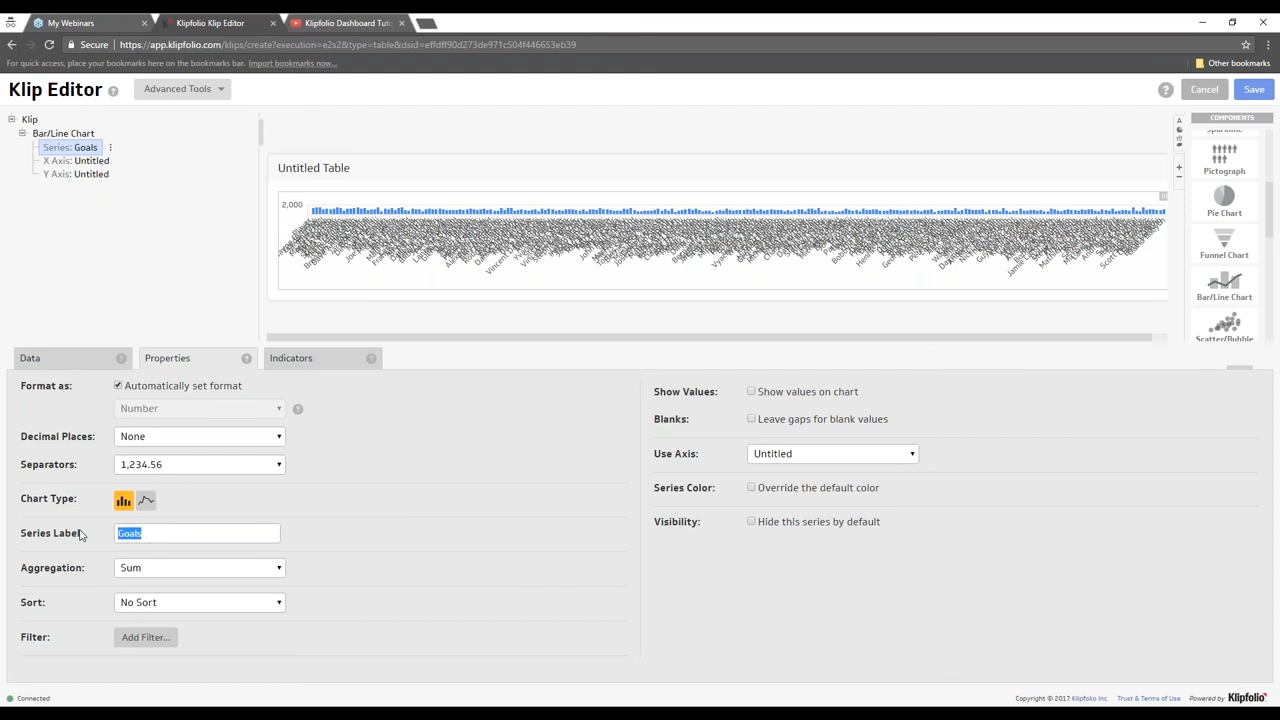 My Webinars
Klipfolio Klip Editor
Klipfolio Dashboard Tuto
Secure
https://app.klipfolio.com/klips/create?execution=e2s2&type=table&dsid=effdff90d273de971c504f446653eb39
For quick access, place your bookmarks here on the bookmarks bar. Import bookmarks now...
Other bookmarks
Klip Editor
Advanced Tools
Cancel
Save
Klip
Bar/Line Chart
Series: Goals
X Axis: Untitled
Y Axis: Untitled
Untitled Table
2,000
COMPONENTS
Sparkline
Pictograph
Pie Chart
Funnel Chart
Bar/Line Chart
Scatter/Bubble
Data
Properties
Indicators
Format as:
Automatically set format
Number
Decimal Places:
None
Separators:
1,234.56
Chart Type:
Series Label
Goals
Aggregation:
Sum
Sort:
No Sort
Filter:
Add Filter...
Show Values:
Show values on chart
Blanks:
Leave gaps for blank values
Use Axis:
Untitled
Series Color:
Override the default color
Visibility:
Hide this series by default
Connected
Copyright © 2017 Klipfolio Inc.
Trust & Terms of Use
Powered by Klipfolio